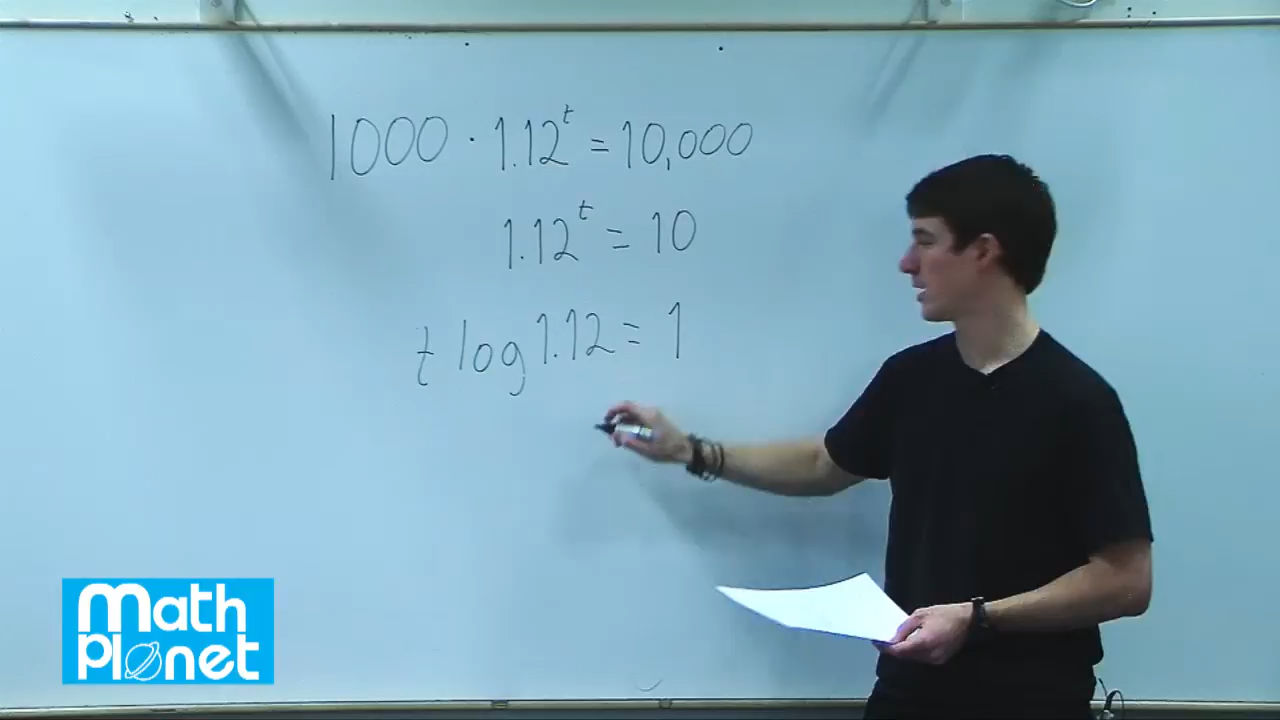 1000 · 1.12^t = 10,000
1.12^t = 10
t log 1.12 = 1
Math
Planet